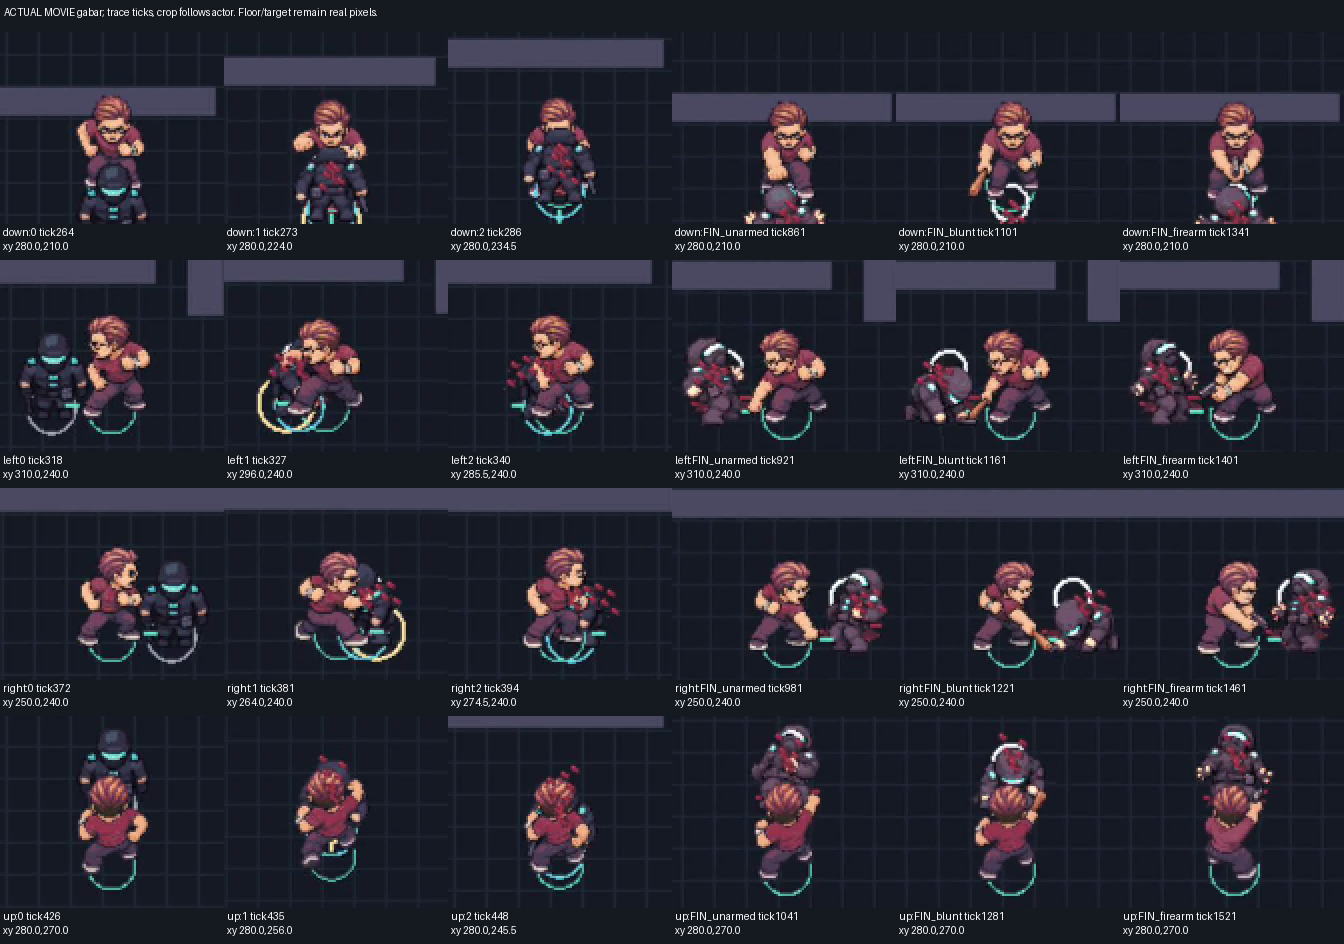 ACTUAL MOVIE gabar; trace ticks, crop follows actor. Floor/target remain real pixels.
down:0 tick264
xy 280.0,210.0
down:1 tick273
xy 280.0,224.0
down:2 tick286
xy 280.0,234.5
down:FIN_unarmed tick861
xy 280.0,210.0
down:FIN_blunt tick1101
xy 280.0,210.0
down:FIN_firearm tick1341
xy 280.0,210.0
left:0 tick318
xy 310.0,240.0
left:1 tick327
xy 296.0,240.0
left:2 tick340
xy 285.5,240.0
left:FIN_unarmed tick921
xy 310.0,240.0
left:FIN_blunt tick1161
xy 310.0,240.0
left:FIN_firearm tick1401
xy 310.0,240.0
right:0 tick372
xy 250.0,240.0
right:1 tick381
xy 264.0,240.0
right:2 tick394
xy 274.5,240.0
right:FIN_unarmed tick981
xy 250.0,240.0
right:FIN_blunt tick1221
xy 250.0,240.0
right:FIN_firearm tick1461
xy 250.0,240.0
up:0 tick426
xy 280.0,270.0
up:1 tick435
xy 280.0,256.0
up:2 tick448
xy 280.0,245.5
up:FIN_unarmed tick1041
xy 280.0,270.0
up:FIN_blunt tick1281
xy 280.0,270.0
up:FIN_firearm tick1521
xy 280.0,270.0